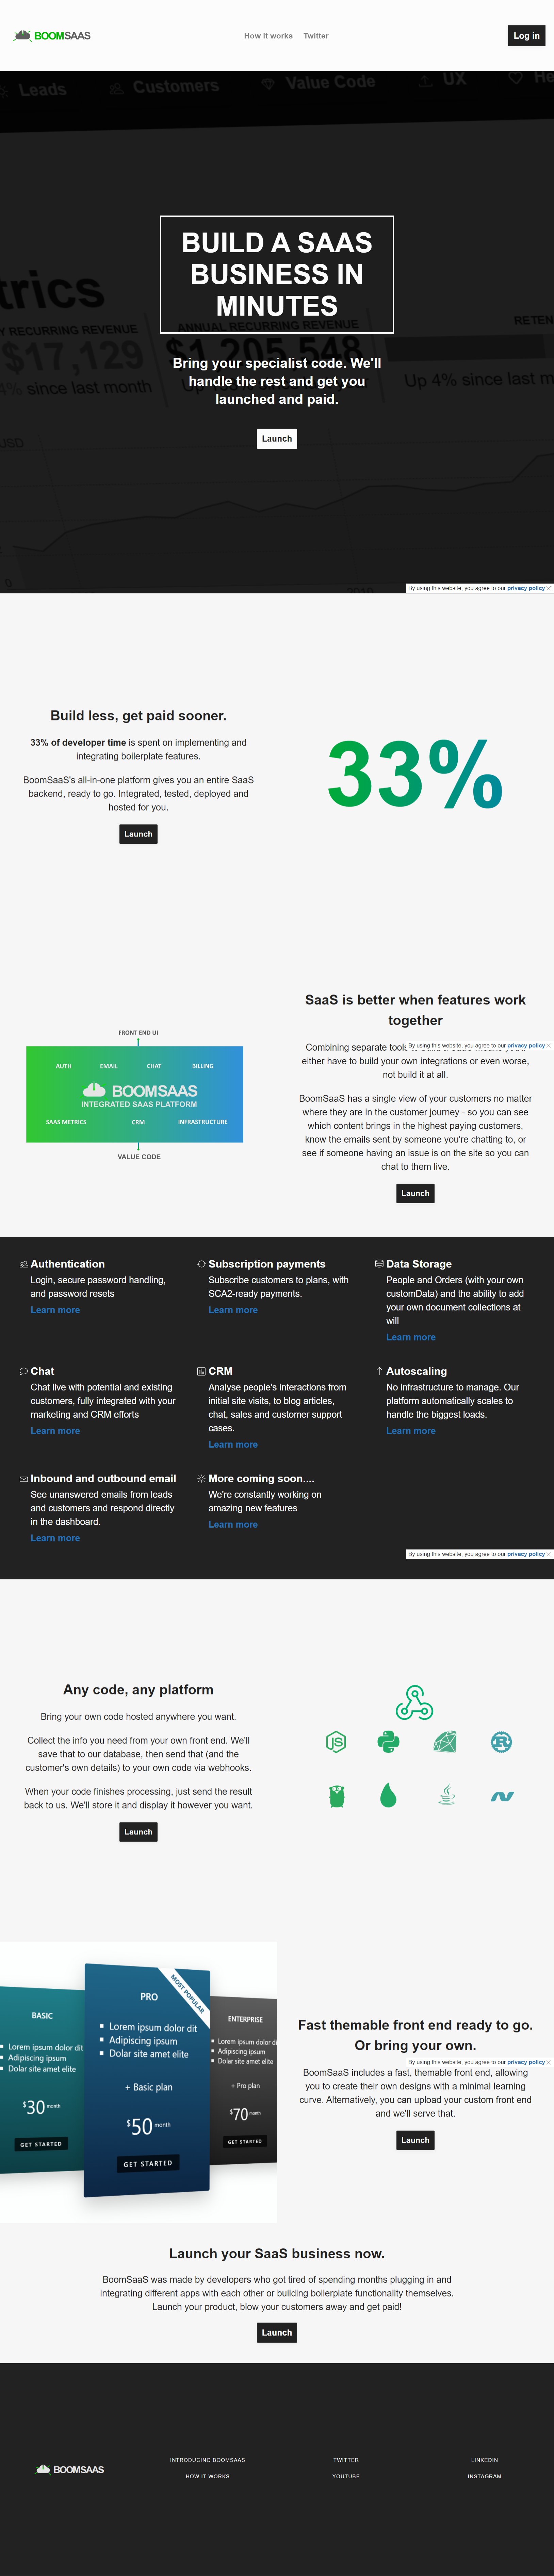 BOOMSAAS
How it works
Twitter
Log in
Leads
Customers
Value Code
UX
He
BUILD A SAAS
BUSINESS IN
MINUTES
trics
Y RECURRING REVENUE
ANNUAL RECURRING REVENUE
RETEN
$17,129
$1,205,548
4% since last month
Up 4% since last m
Bring your specialist code. We'll
handle the rest and get you
launched and paid.
Launch
USD
0
2019
By using this website, you agree to our privacy policy
Build less, get paid sooner.
33% of developer time is spent on implementing and
integrating boilerplate features.
BoomSaaS's all-in-one platform gives you an entire SaaS
backend, ready to go. Integrated, tested, deployed and
hosted for you.
Launch
33%
FRONT END UI
AUTH EMAIL CHAT BILLING
BOOMSAAS
INTEGRATED SAAS PLATFORM
SAAS METRICS CRM INFRASTRUCTURE
VALUE CODE
SaaS is better when features work
together
Combining separate tools
By using this website, you agree to our privacy policy
either have to build your own integrations or even worse,
not build it at all.
BoomSaaS has a single view of your customers no matter
where they are in the customer journey - so you can see
which content brings in the highest paying customers,
know the emails sent by someone you're chatting to, or
see if someone having an issue is on the site so you can
chat to them live.
Launch
Authentication
Login, secure password handling,
and password resets
Learn more
Subscription payments
Subscribe customers to plans, with
SCA2-ready payments.
Learn more
Data Storage
People and Orders (with your own
customData) and the ability to add
your own document collections at
will
Learn more
Chat
Chat live with potential and existing
customers, fully integrated with your
marketing and CRM efforts
Learn more
CRM
Analyse people's interactions from
initial site visits, to blog articles,
chat, sales and customer support
cases.
Learn more
Autoscaling
No infrastructure to manage. Our
platform automatically scales to
handle the biggest loads.
Learn more
Inbound and outbound email
See unanswered emails from leads
and customers and respond directly
in the dashboard.
Learn more
More coming soon....
We're constantly working on
amazing new features
Learn more
By using this website, you agree to our privacy policy
Any code, any platform
Bring your own code hosted anywhere you want.
Collect the info you need from your own front end. We'll
save that to our database, then send that (and the
customer's own details) to your own code via webhooks.
When your code finishes processing, just send the result
back to us. We'll store it and display it however you want.
Launch
JS
R
BASIC
Lorem ipsum dolor dit
Adipiscing ipsum
Dolar site amet elite
$30 month
GET STARTED
MOST POPULAR
PRO
Lorem ipsum dolor dit
Adipiscing ipsum
Dolar site amet elite
+ Basic plan
$50 month
GET STARTED
ENTERPRISE
Lorem ipsum dolor di
Adipiscing ipsum
Dolar site amet elite
+ Pro plan
$70 month
GET STARTED
Fast themable front end ready to go.
Or bring your own.
By using this website, you agree to our privacy policy
BoomSaaS includes a fast, themable front end, allowing
you to create their own designs with a minimal learning
curve. Alternatively, you can upload your custom front end
and we'll serve that.
Launch
Launch your SaaS business now.
BoomSaaS was made by developers who got tired of spending months plugging in and
integrating different apps with each other or building boilerplate functionality themselves.
Launch your product, blow your customers away and get paid!
Launch
BOOMSAAS
INTRODUCING BOOMSAAS
HOW IT WORKS
TWITTER
YOUTUBE
LINKEDIN
INSTAGRAM